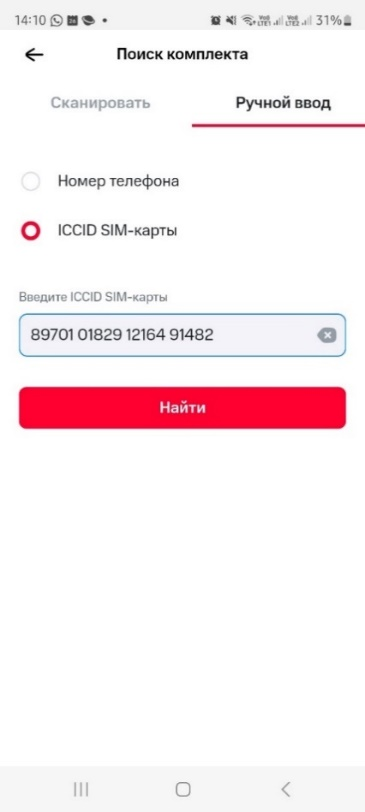 14:10 31%
Поиск комплекта
Сканировать Ручной ввод
Номер телефона
ICCID SIM-карты
Введите ICCID SIM-карты
89701 01829 12164 91482
Найти